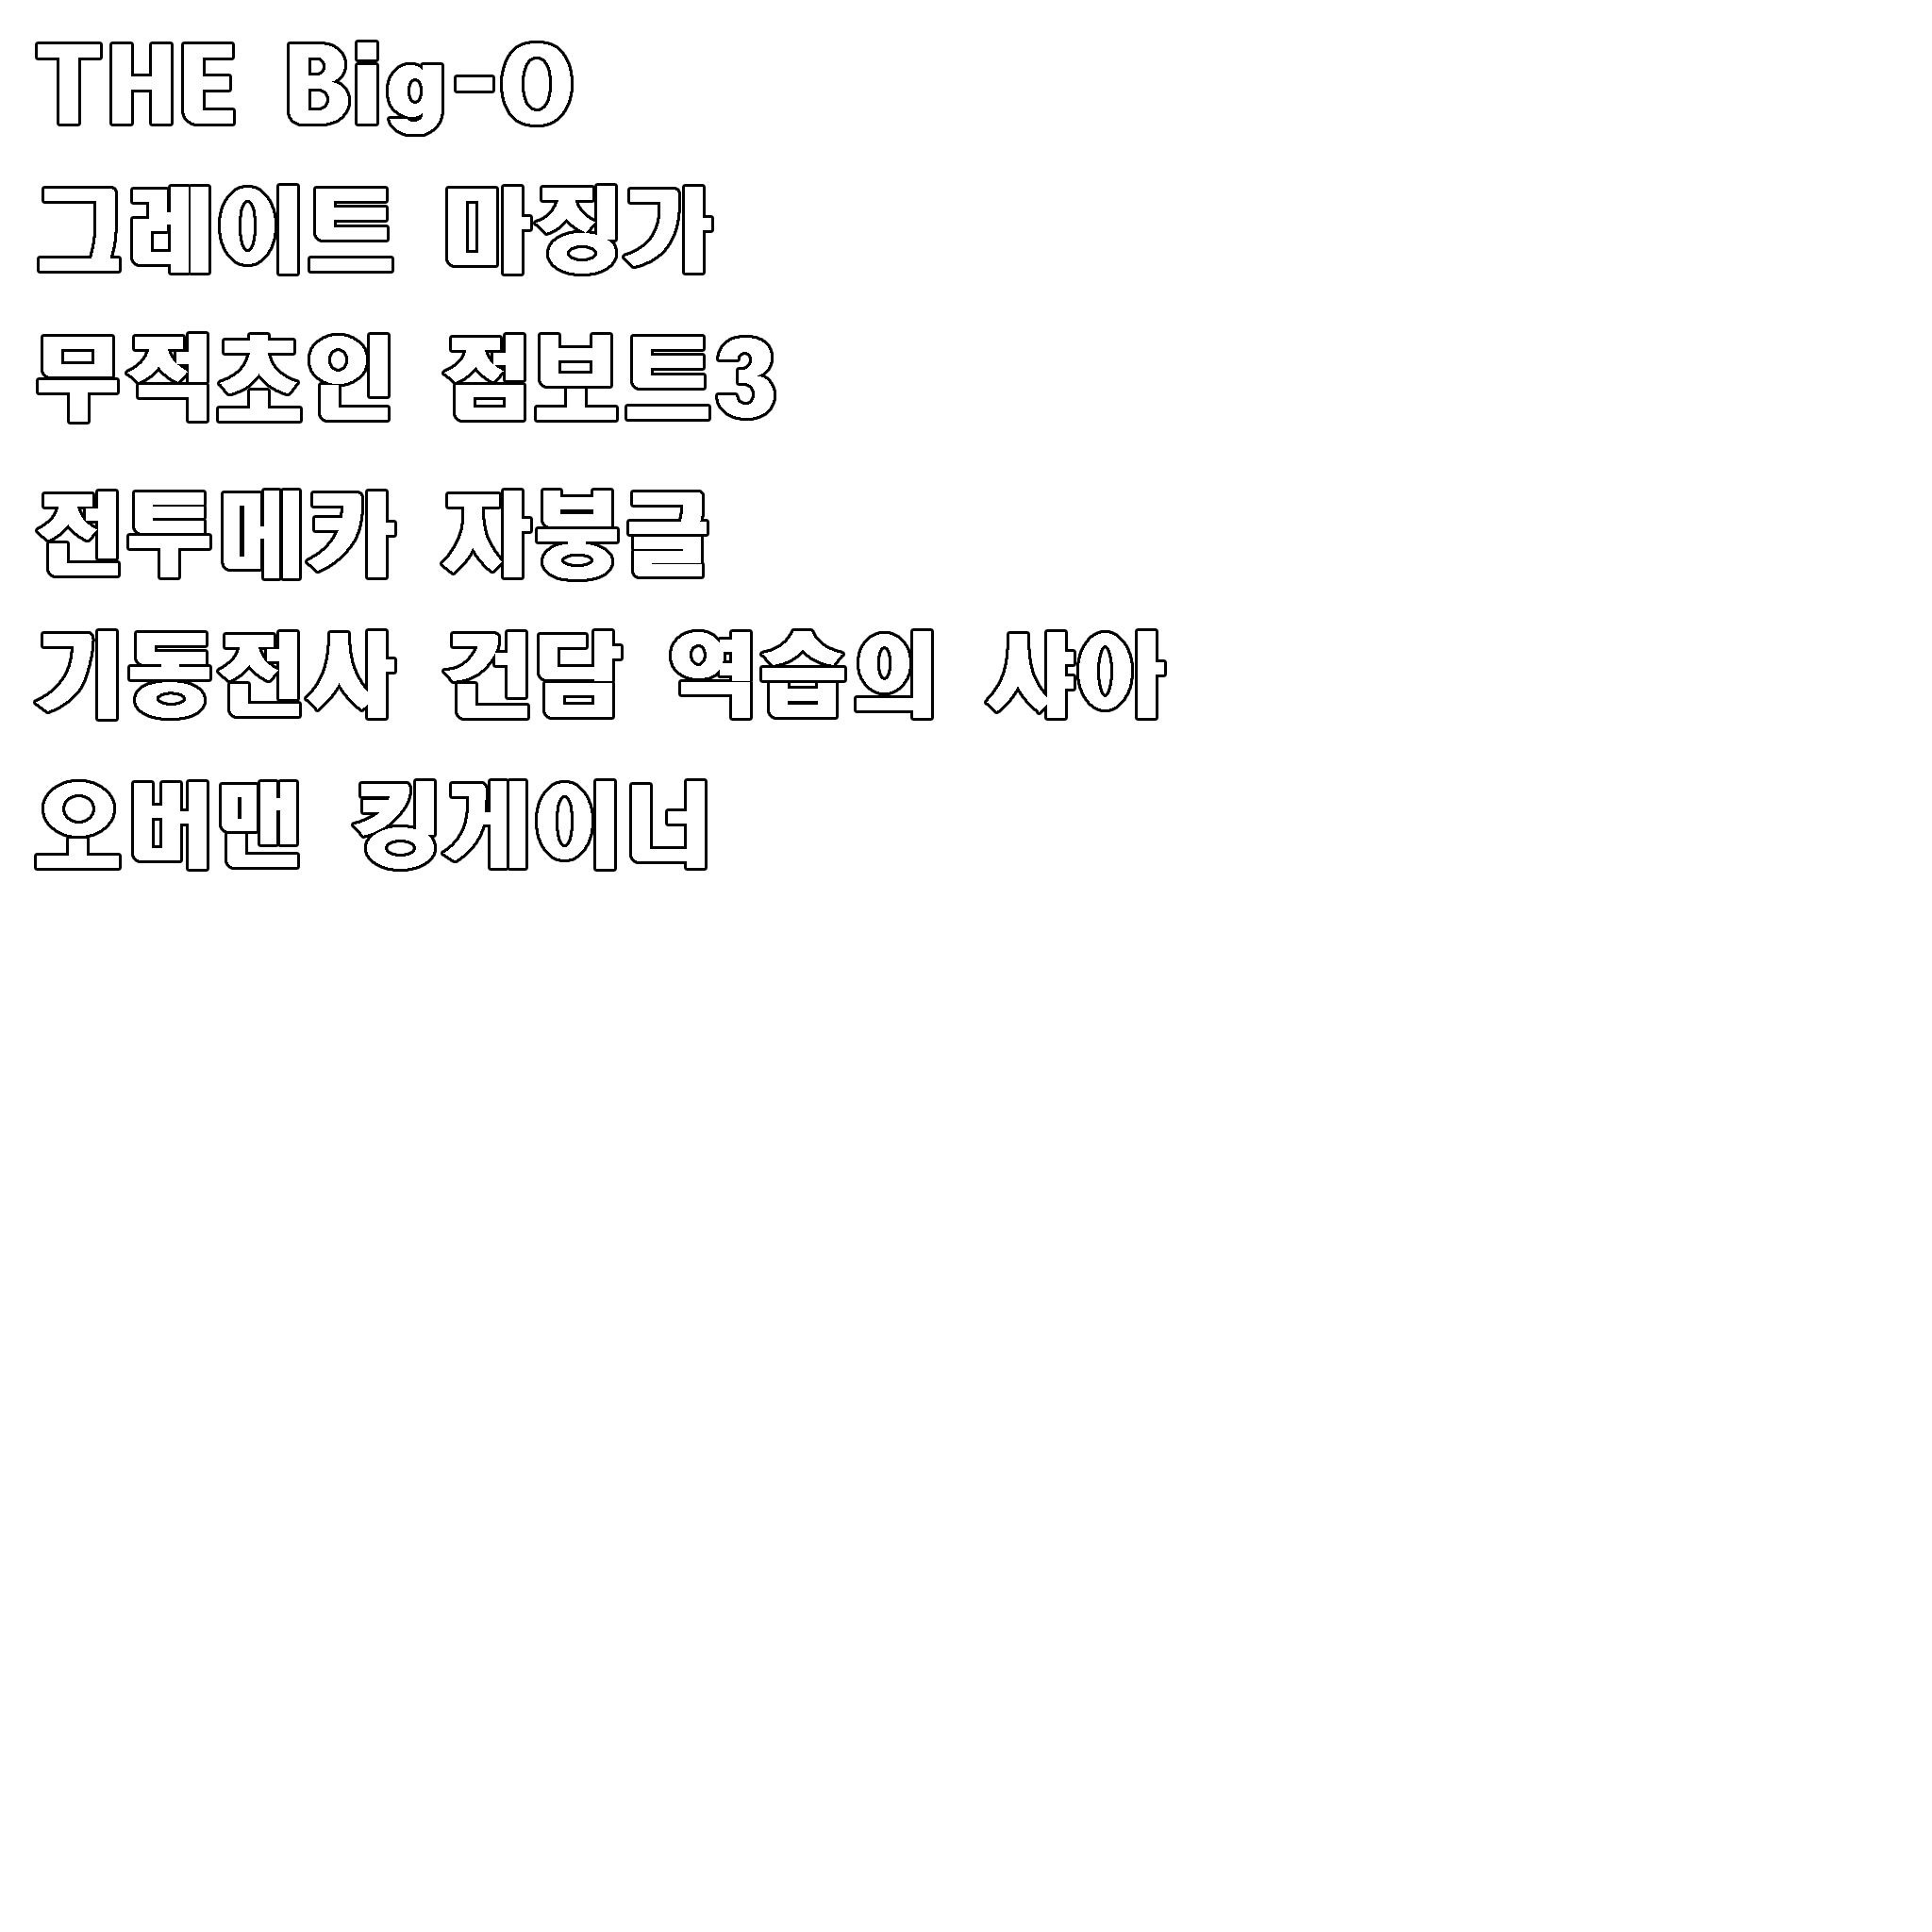 THE Big-O
그레이트 마징가
무적초인 점보트3
전투메카 자붕글
기동전사 건담 역습의 샤아
오버맨 킹게이너